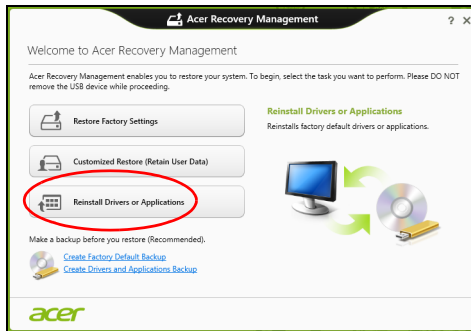 Acer Recovery Management
?
X
Welcome to Acer Recovery Management
Acer Recovery Management enables you to restore your system. To begin, select the task you want to perform. Please DO NOT
remove the USB device while proceeding.
Restore Factory Settings
Customized Restore (Retain User Data)
Reinstall Drivers or Applications
Reinstall Drivers or Applications
Reinstalls factory default drivers or applications.
Make a backup before you restore (Recommended).
Create Factory Default Backup
Create Drivers and Applications Backup
acer